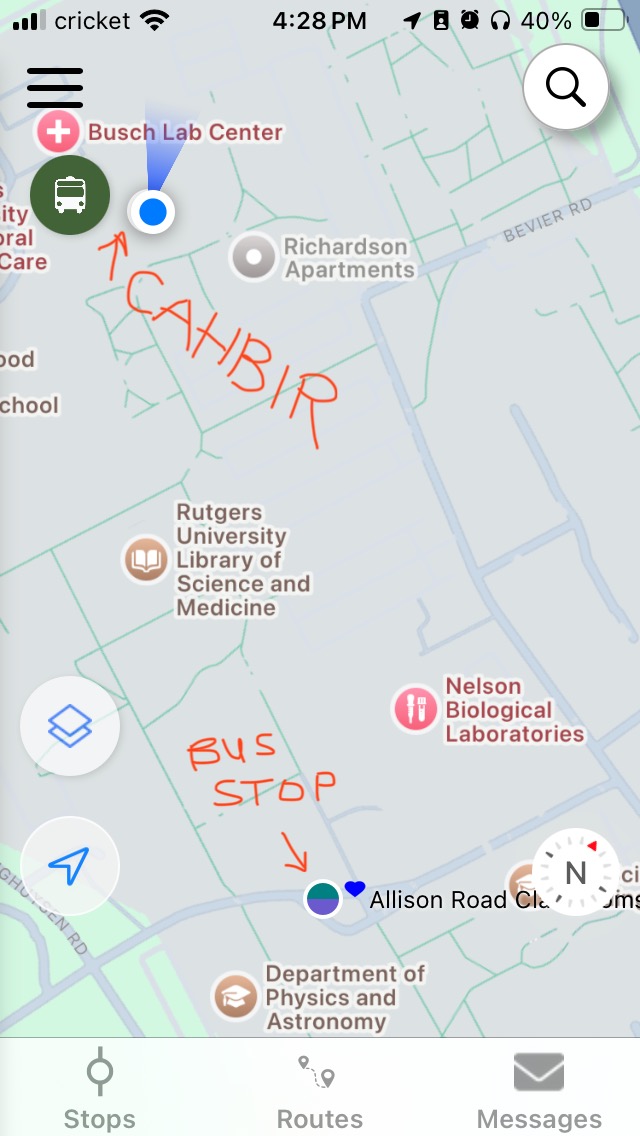 cricket 4:28 PM 40%
Busch Lab Center
ity
oral
Care
BEVIER RD
Richardson
Apartments
CAHBIR
ood
chool
Rutgers
University
Library of
Science and
Medicine
Nelson
Biological
Laboratories
BUS
STOP
N
Allison Road Cla oms
GHUYSEN RD
Department of
Physics and
Astronomy
Stops Routes Messages